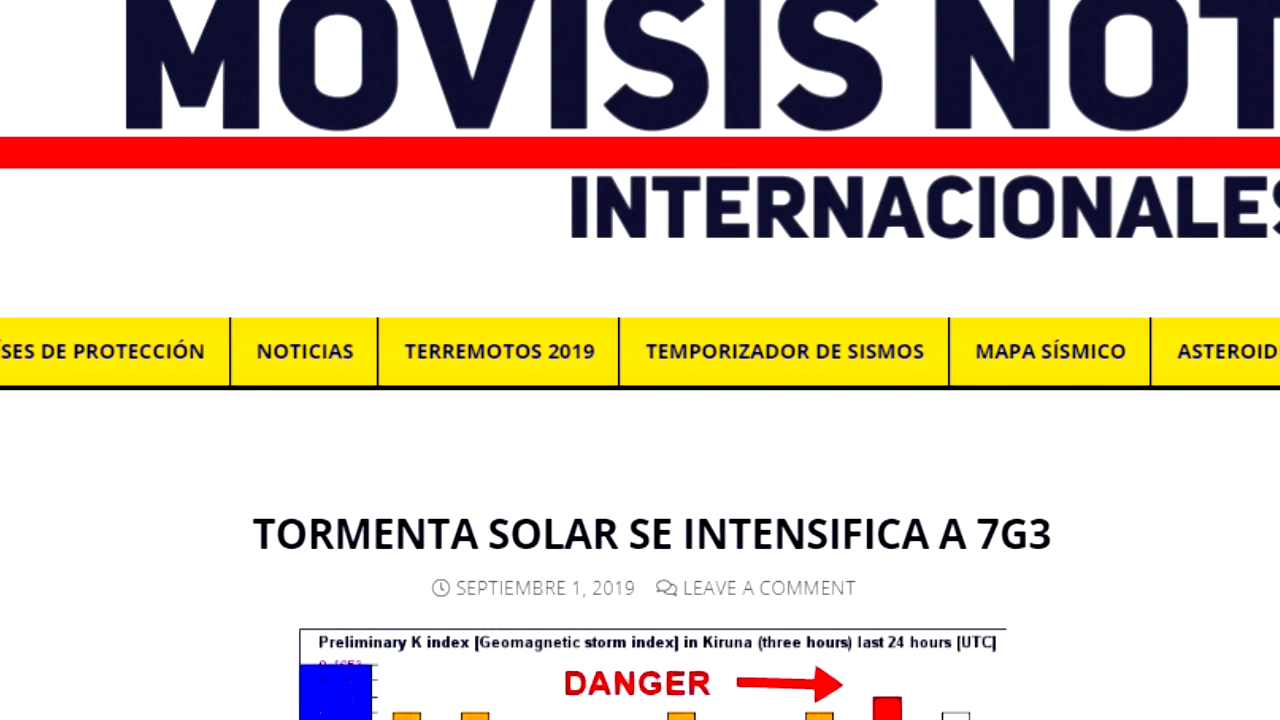 MOVISIS NOT
INTERNACIONALES
SES DE PROTECCIÓN NOTICIAS TERREMOTOS 2019 TEMPORIZADOR DE SISMOS MAPA SÍSMICO ASTEROID
TORMENTA SOLAR SE INTENSIFICA A 7G3
SEPTIEMBRE 1, 2019 LEAVE A COMMENT
Preliminary K index [Geomagnetic storm index] in Kiruna (three hours) last 24 hours [UTC]
DANGER